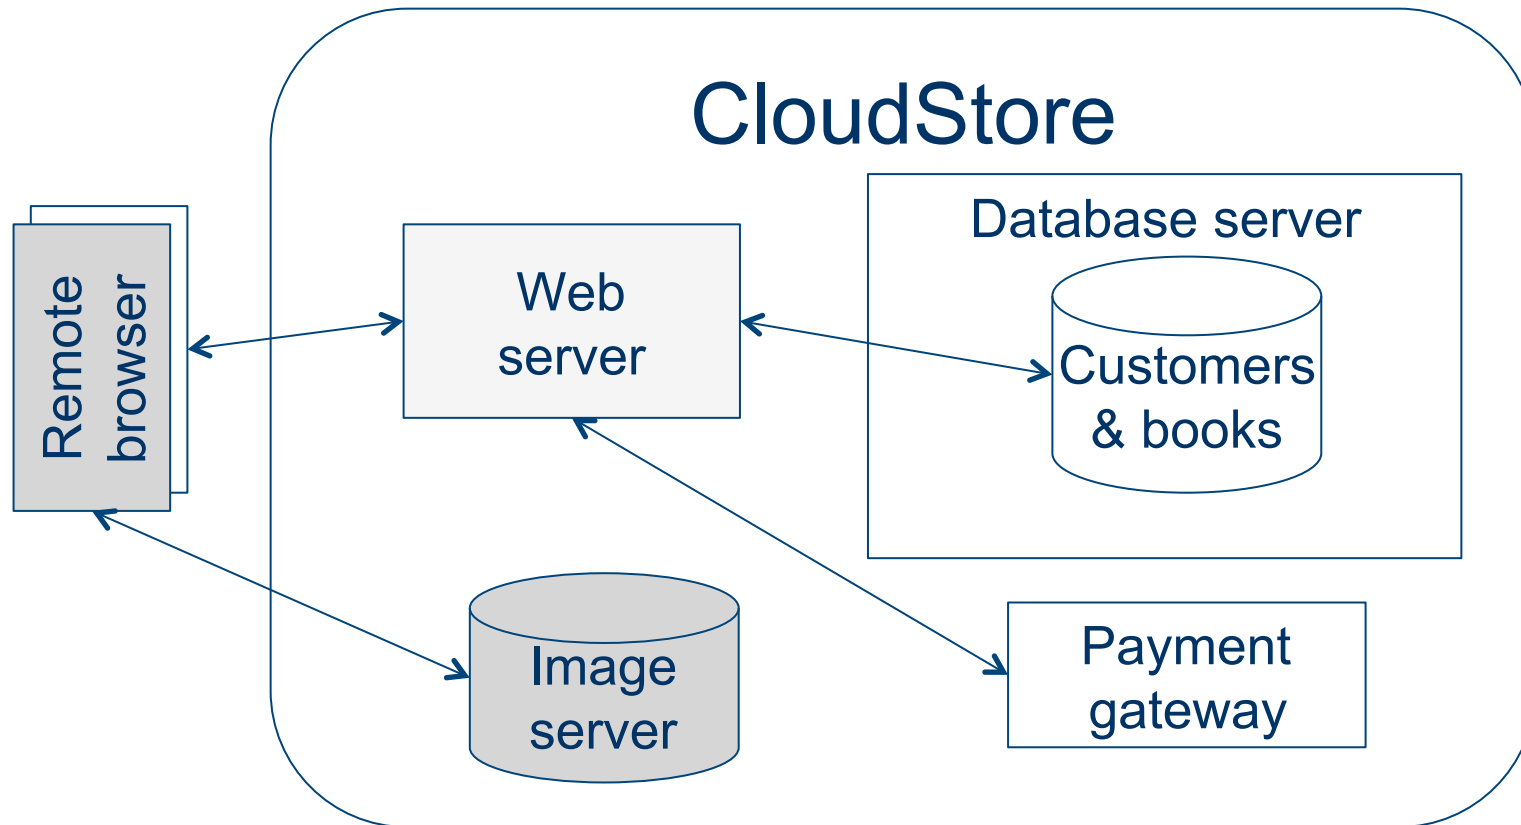 CloudStore
Remote
browser
Web
server
Database server
Customers
& books
Image
server
Payment
gateway